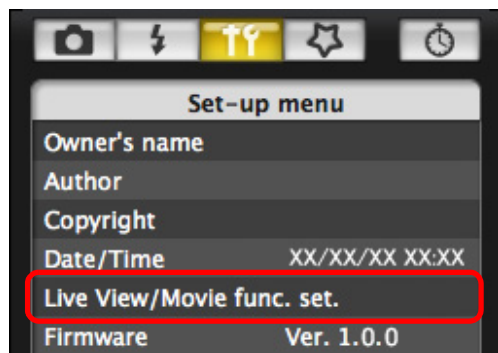 Set-up menu
Owner's name
Author
Copyright
Date/Time XX/XX/XX XX:XX
Live View/Movie func. set.
Firmware Ver. 1.0.0